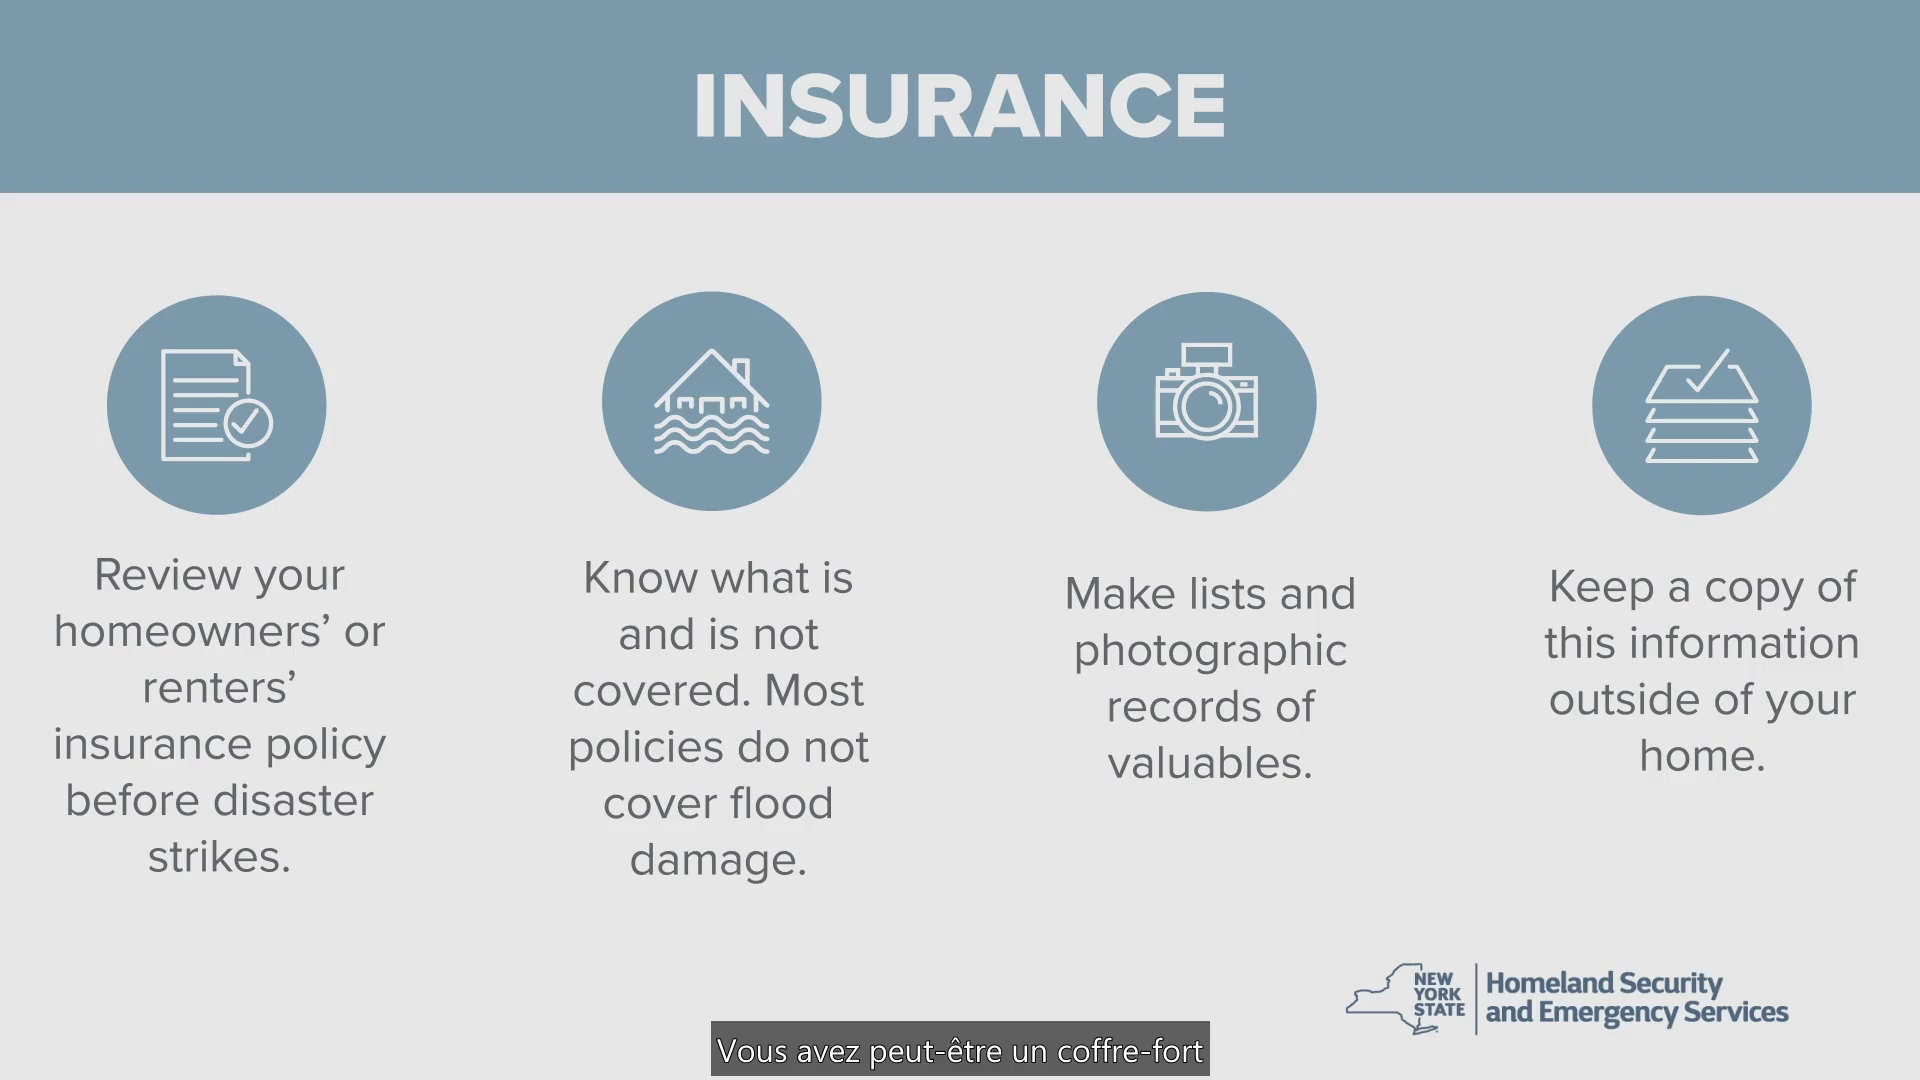 INSURANCE
Review your
homeowners’ or
renters’
insurance policy
before disaster
strikes.
Know what is
and is not
covered. Most
policies do not
cover flood
damage.
Make lists and
photographic
records of
valuables.
Keep a copy of
this information
outside of your
home.
NEW
YORK
STATE
Homeland Security
and Emergency Services
Vous avez peut-être un coffre-fort